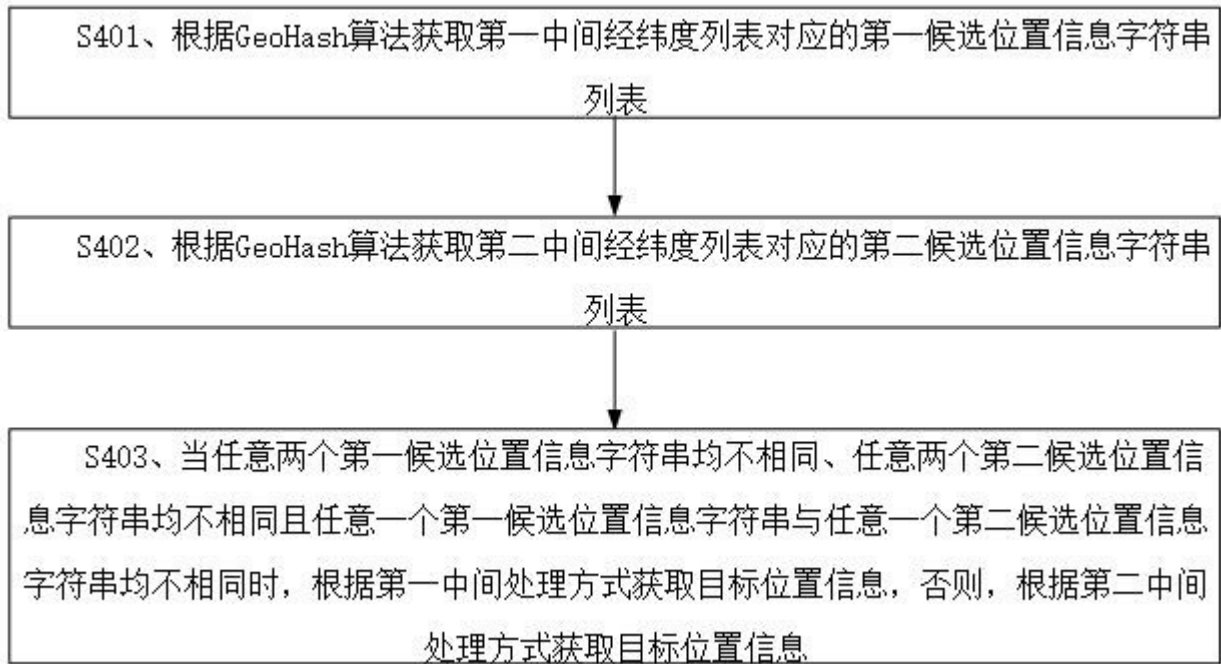 S401、根据GeoHash算法获取第一中间经纬度列表对应的第一候选位置信息字符串
列表
S402、根据GeoHash算法获取第二中间经纬度列表对应的第二候选位置信息字符串
列表
S403、当任意两个第一候选位置信息字符串均不相同、任意两个第二候选位置信
息字符串均不相同且任意一个第一候选位置信息字符串与任意一个第二候选位置信息
字符串均不相同时，根据第一中间处理方式获取目标位置信息，否则，根据第二中间
处理方式获取目标位置信息